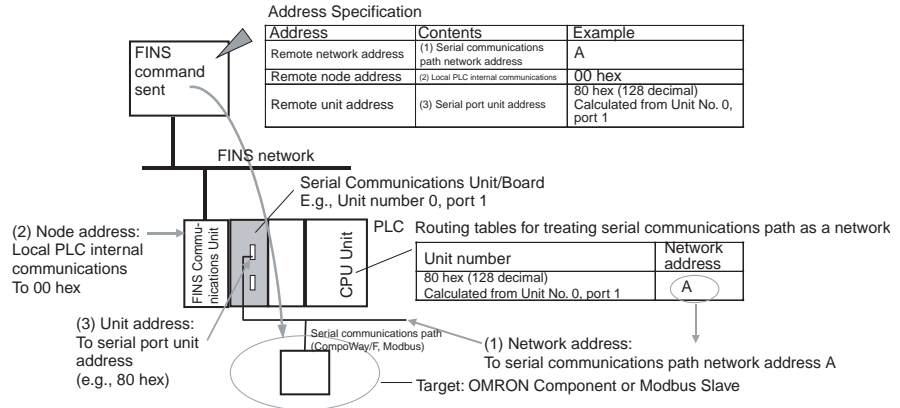 Address Specification
Address Contents Example
Remote network address (1) Serial communications path network address A
Remote node address (2) Local PLC internal communications 00 hex
Remote unit address (3) Serial port unit address 80 hex (128 decimal)
Calculated from Unit No. 0, port 1
FINS
command
sent
FINS network
Serial Communications Unit/Board
E.g., Unit number 0, port 1
(2) Node address:
Local PLC internal
communications
To 00 hex
FINS Commu-
nications Unit
CPU Unit
PLC
Routing tables for treating serial communications path as a network
Unit number Network address
80 hex (128 decimal)
Calculated from Unit No. 0, port 1 A
(3) Unit address:
To serial port unit
address
(e.g., 80 hex)
Serial communications path
(CompoWay/F, Modbus)
(1) Network address:
To serial communications path network address A
Target: OMRON Component or Modbus Slave